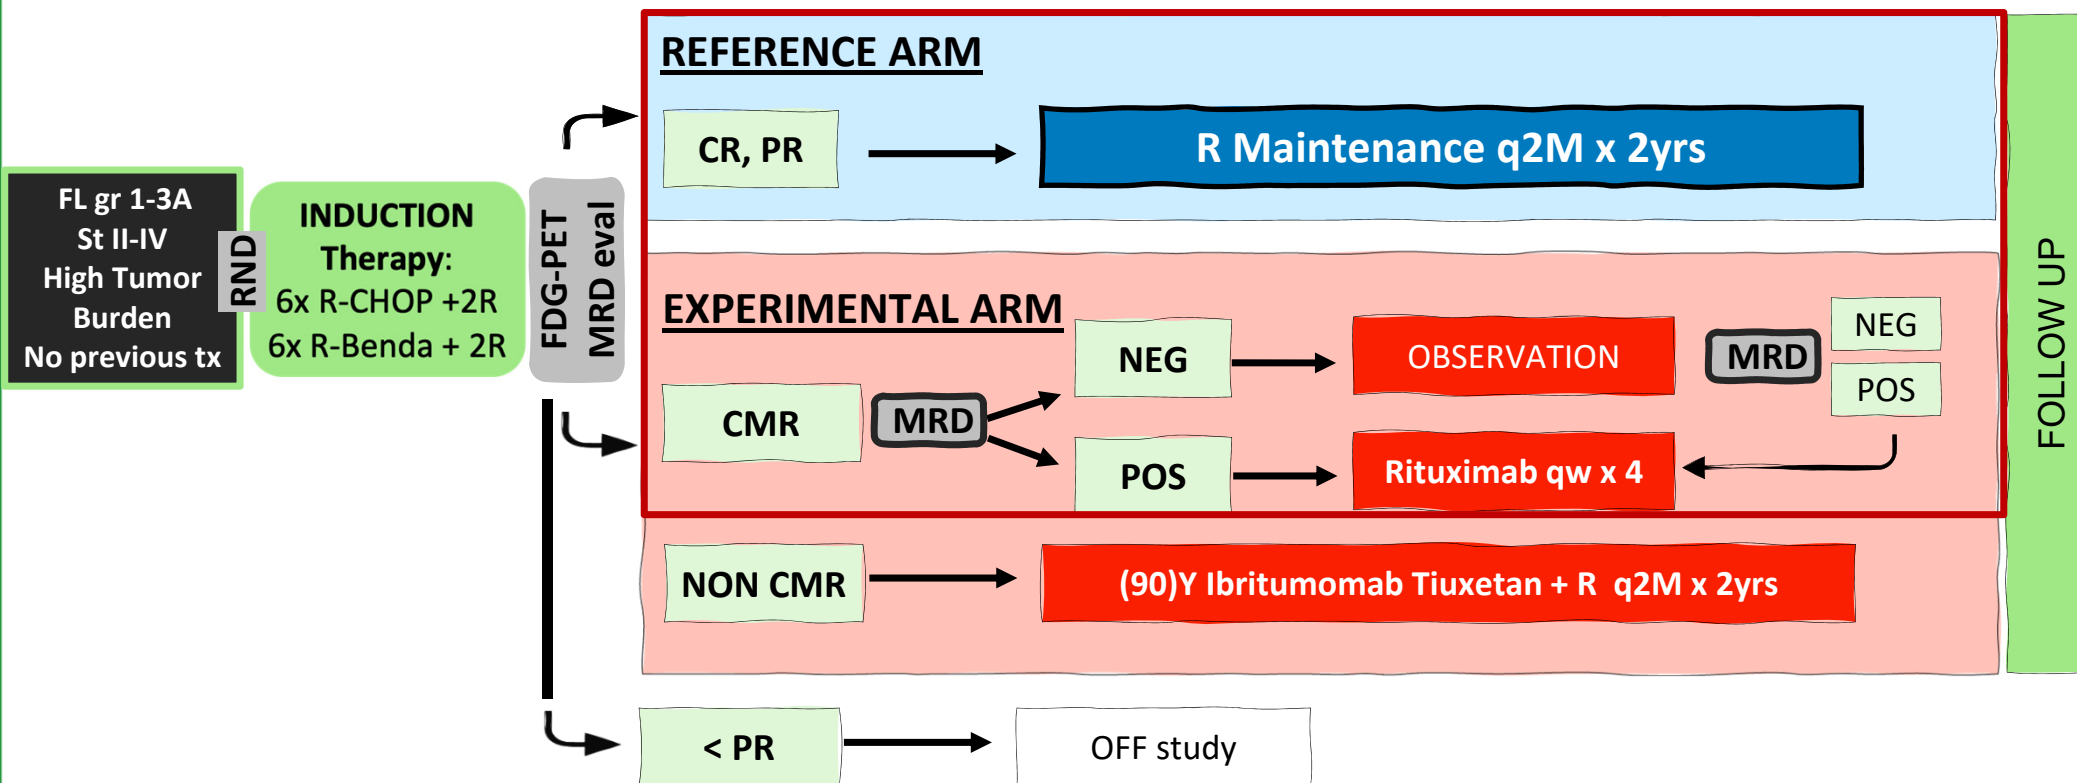 FL gr 1-3A
St II-IV
High Tumor
Burden
No previous tx
RND
INDUCTION
Therapy:
6x R-CHOP +2R
6x R-Benda + 2R
FDG-PET
MRD eval
REFERENCE ARM
CR, PR
R Maintenance q2M x 2yrs
EXPERIMENTAL ARM
CMR
MRD
NEG
OBSERVATION
MRD
NEG
POS
POS
Rituximab qw x 4
NON CMR
(90)Y Ibritumomab Tiuxetan + R q2M x 2yrs
< PR
OFF study
FOLLOW UP